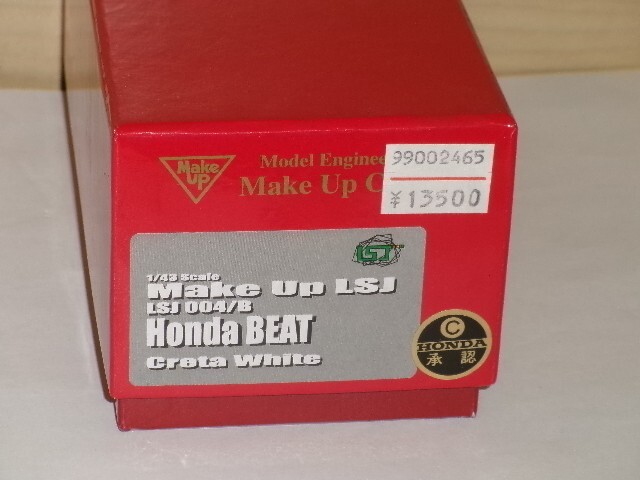 Make Up
Model Enginee
Make Up C
99002465
¥13500
LSJ
1/43 Scale
Make Up LSJ
LSJ 004/B
Honda BEAT
Creta White
C
HONDA
承認